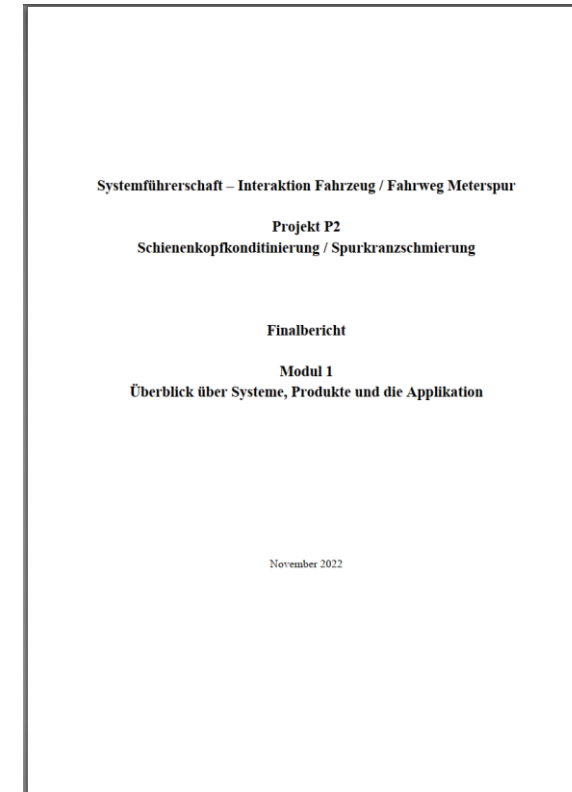 Systemführerschaft – Interaktion Fahrzeug / Fahrweg Meterspur
Projekt P2
Schienenkopfkonditinierung / Spurkranzschmierung
Finalbericht
Modul 1
Überblick über Systeme, Produkte und die Applikation
November 2022